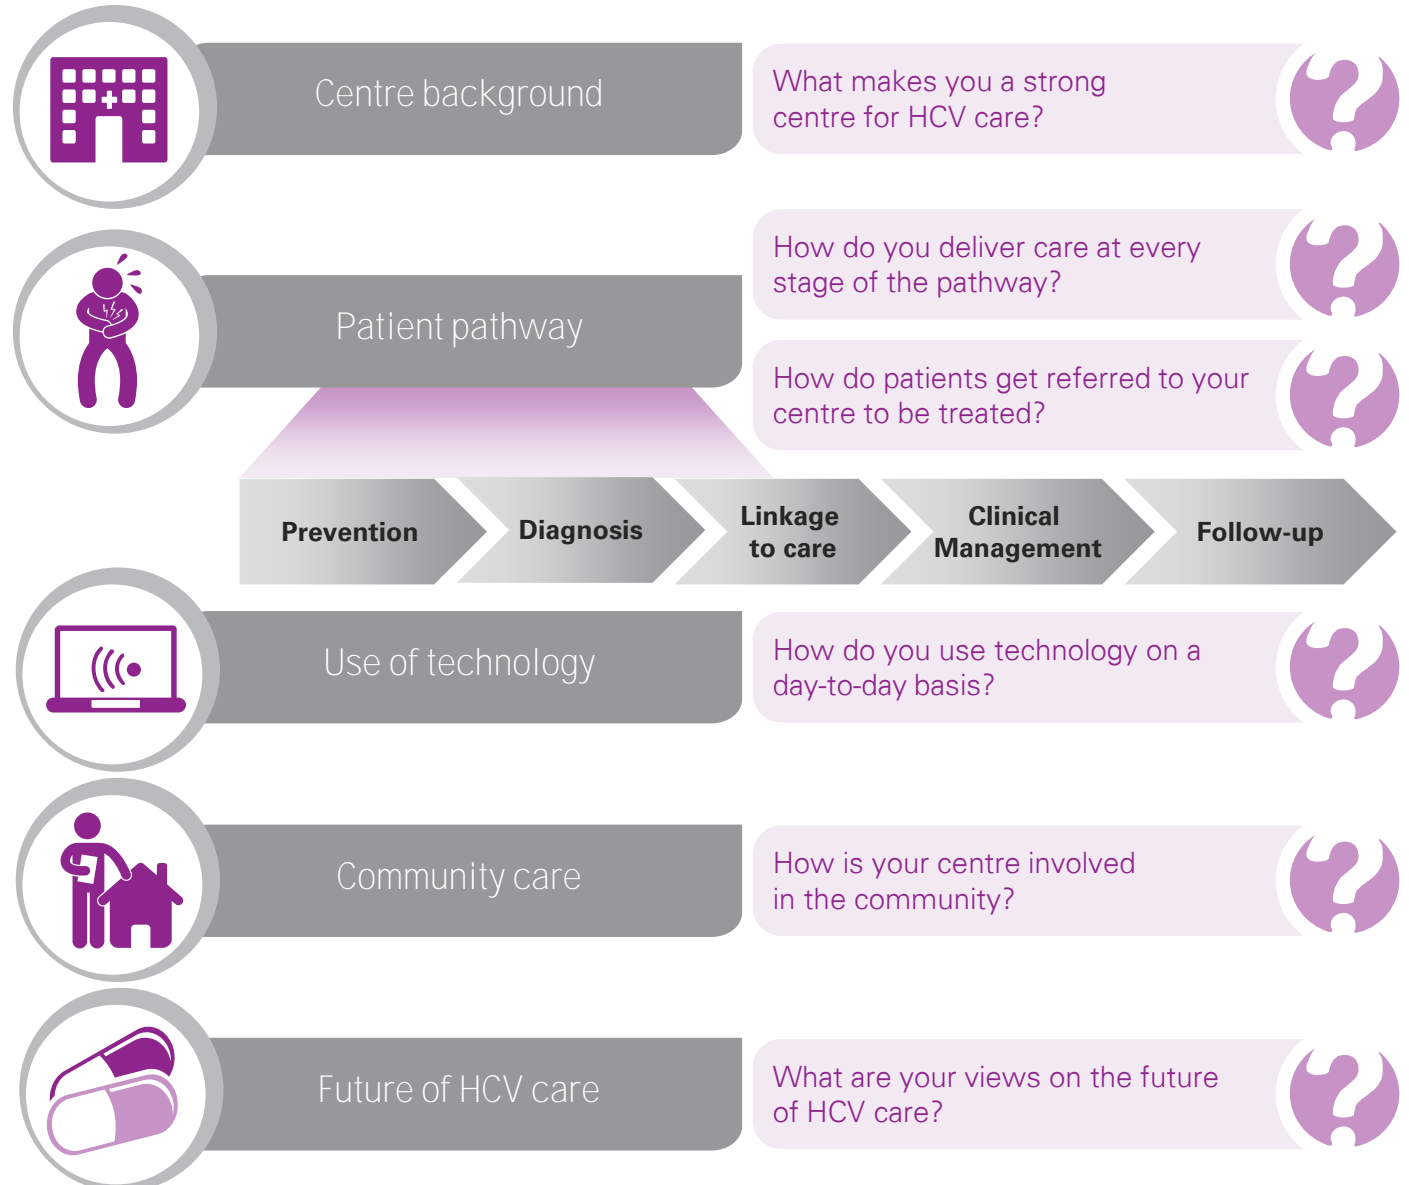 Centre background
What makes you a strong
centre for HCV care?
Patient pathway
How do you deliver care at every
stage of the pathway?
How do patients get referred to your
centre to be treated?
Prevention
Diagnosis
Linkage
to care
Clinical
Management
Follow-up
Use of technology
How do you use technology on a
day-to-day basis?
Community care
How is your centre involved
in the community?
Future of HCV care
What are your views on the future
of HCV care?